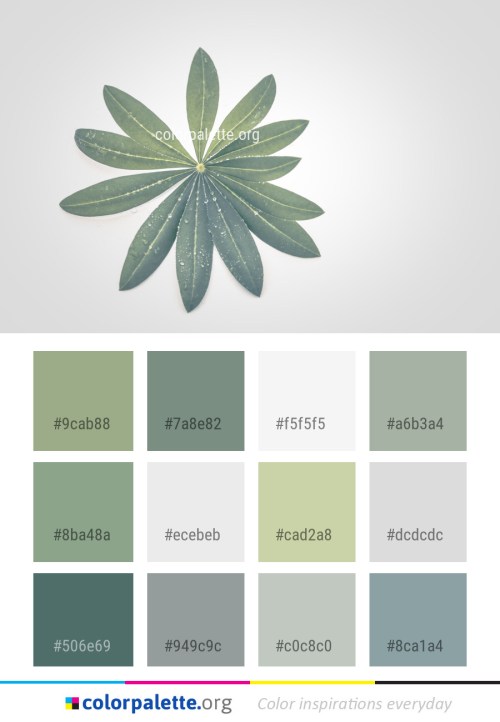 colorpalette.org
#9cab88 #7a8e82 #f5f5f5 #a6b3a4
#8ba48a #ecebeb #cad2a8 #dcdcdc
#506e69 #949c9c #c0c8c0 #8ca1a4
colorpalette.org Color inspirations everyday